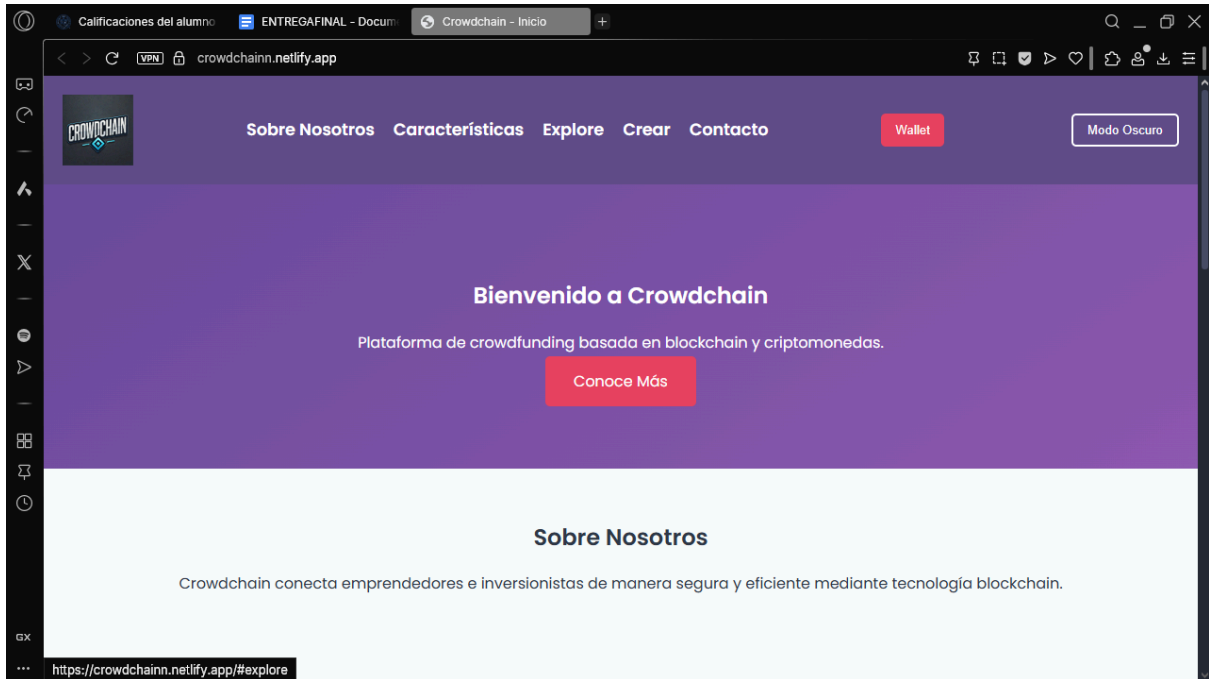 Calificaciones del alumno
ENTREGAFINAL - Docum
Crowdchain - Inicio
VPN
crowdchainn.netlify.app
CROWDCHAIN
Sobre Nosotros Características Explore Crear Contacto
Wallet
Modo Oscuro
Bienvenido a Crowdchain
Plataforma de crowdfunding basada en blockchain y criptomonedas.
Conoce Más
Sobre Nosotros
Crowdchain conecta emprendedores e inversionistas de manera segura y eficiente mediante tecnología blockchain.
GX
https://crowdchainn.netlify.app/#explore